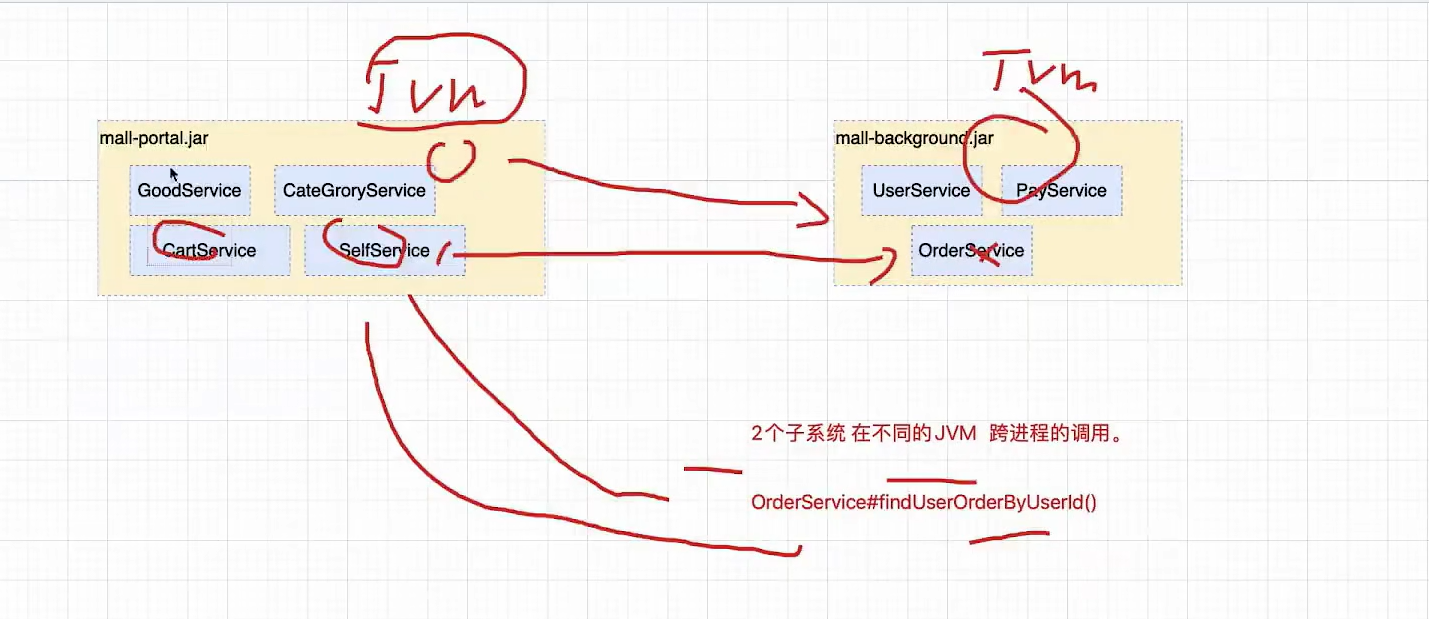 Jvn
Jvm
mall-portal.jar
mall-background.jar
GoodService
CateGroryService
UserService
PayService
CartService
SelfService
OrderService
2个子系统 在不同的JVM 跨进程的调用。
OrderService#findUserOrderByUserId()